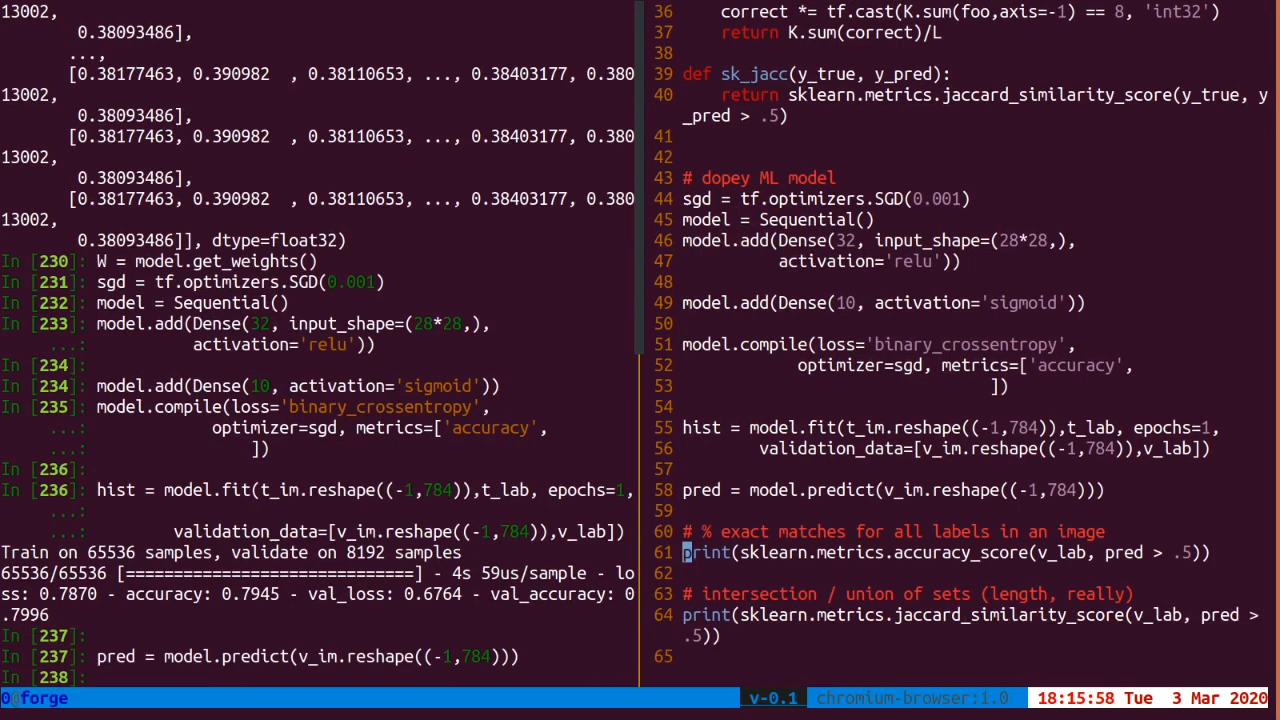 13002,
        0.38093486],
       ...,
       [0.38177463, 0.390982  , 0.38110653, ..., 0.38403177, 0.380
13002,
        0.38093486],
       [0.38177463, 0.390982  , 0.38110653, ..., 0.38403177, 0.380
13002,
        0.38093486],
       [0.38177463, 0.390982  , 0.38110653, ..., 0.38403177, 0.380
13002,
        0.38093486]], dtype=float32)
In [230]: W = model.get_weights()
In [231]: sgd = tf.optimizers.SGD(0.001)
In [232]: model = Sequential()
In [233]: model.add(Dense(32, input_shape=(28*28,),
     ...:           activation='relu'))
In [234]:
In [234]: model.add(Dense(10, activation='sigmoid'))
In [235]: model.compile(loss='binary_crossentropy',
     ...:             optimizer=sgd, metrics=['accuracy',
     ...:                 ])
In [236]:
In [236]: hist = model.fit(t_im.reshape((-1,784)),t_lab, epochs=1,
     ...:
     ...:         validation_data=[v_im.reshape((-1,784)),v_lab])
Train on 65536 samples, validate on 8192 samples
65536/65536 [==============================] - 4s 59us/sample - lo
ss: 0.7870 - accuracy: 0.7945 - val_loss: 0.6764 - val_accuracy: 0
.7996
In [237]:
In [237]: pred = model.predict(v_im.reshape((-1,784)))
In [238]:
36     correct *= tf.cast(K.sum(foo,axis=-1) == 8, 'int32')
37     return K.sum(correct)/L
38
39 def sk_jacc(y_true, y_pred):
40     return sklearn.metrics.jaccard_similarity_score(y_true, y
_pred > .5)
41
42
43 # dopey ML model
44 sgd = tf.optimizers.SGD(0.001)
45 model = Sequential()
46 model.add(Dense(32, input_shape=(28*28,),
47           activation='relu'))
48
49 model.add(Dense(10, activation='sigmoid'))
50
51 model.compile(loss='binary_crossentropy',
52             optimizer=sgd, metrics=['accuracy',
53                                 ])
54
55 hist = model.fit(t_im.reshape((-1,784)),t_lab, epochs=1,
56         validation_data=[v_im.reshape((-1,784)),v_lab])
57
58 pred = model.predict(v_im.reshape((-1,784)))
59
60 # % exact matches for all labels in an image
61 print(sklearn.metrics.accuracy_score(v_lab, pred > .5))
62
63 # intersection / union of sets (length, really)
64 print(sklearn.metrics.jaccard_similarity_score(v_lab, pred >
.5))
65
0@forge v-0.1 chromium-browser:1.0 18:15:58 Tue  3 Mar 2020